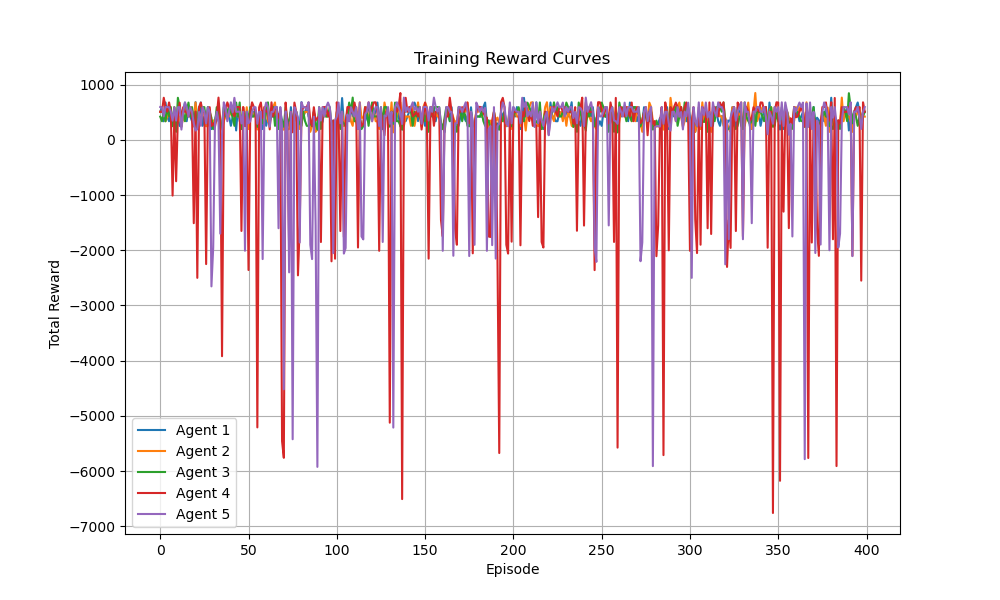 Training Reward Curves
1000
0
−1000
−2000
−3000
−4000
−5000
−6000
−7000
Total Reward
Agent 1
Agent 2
Agent 3
Agent 4
Agent 5
0 50 100 150 200 250 300 350 400
Episode